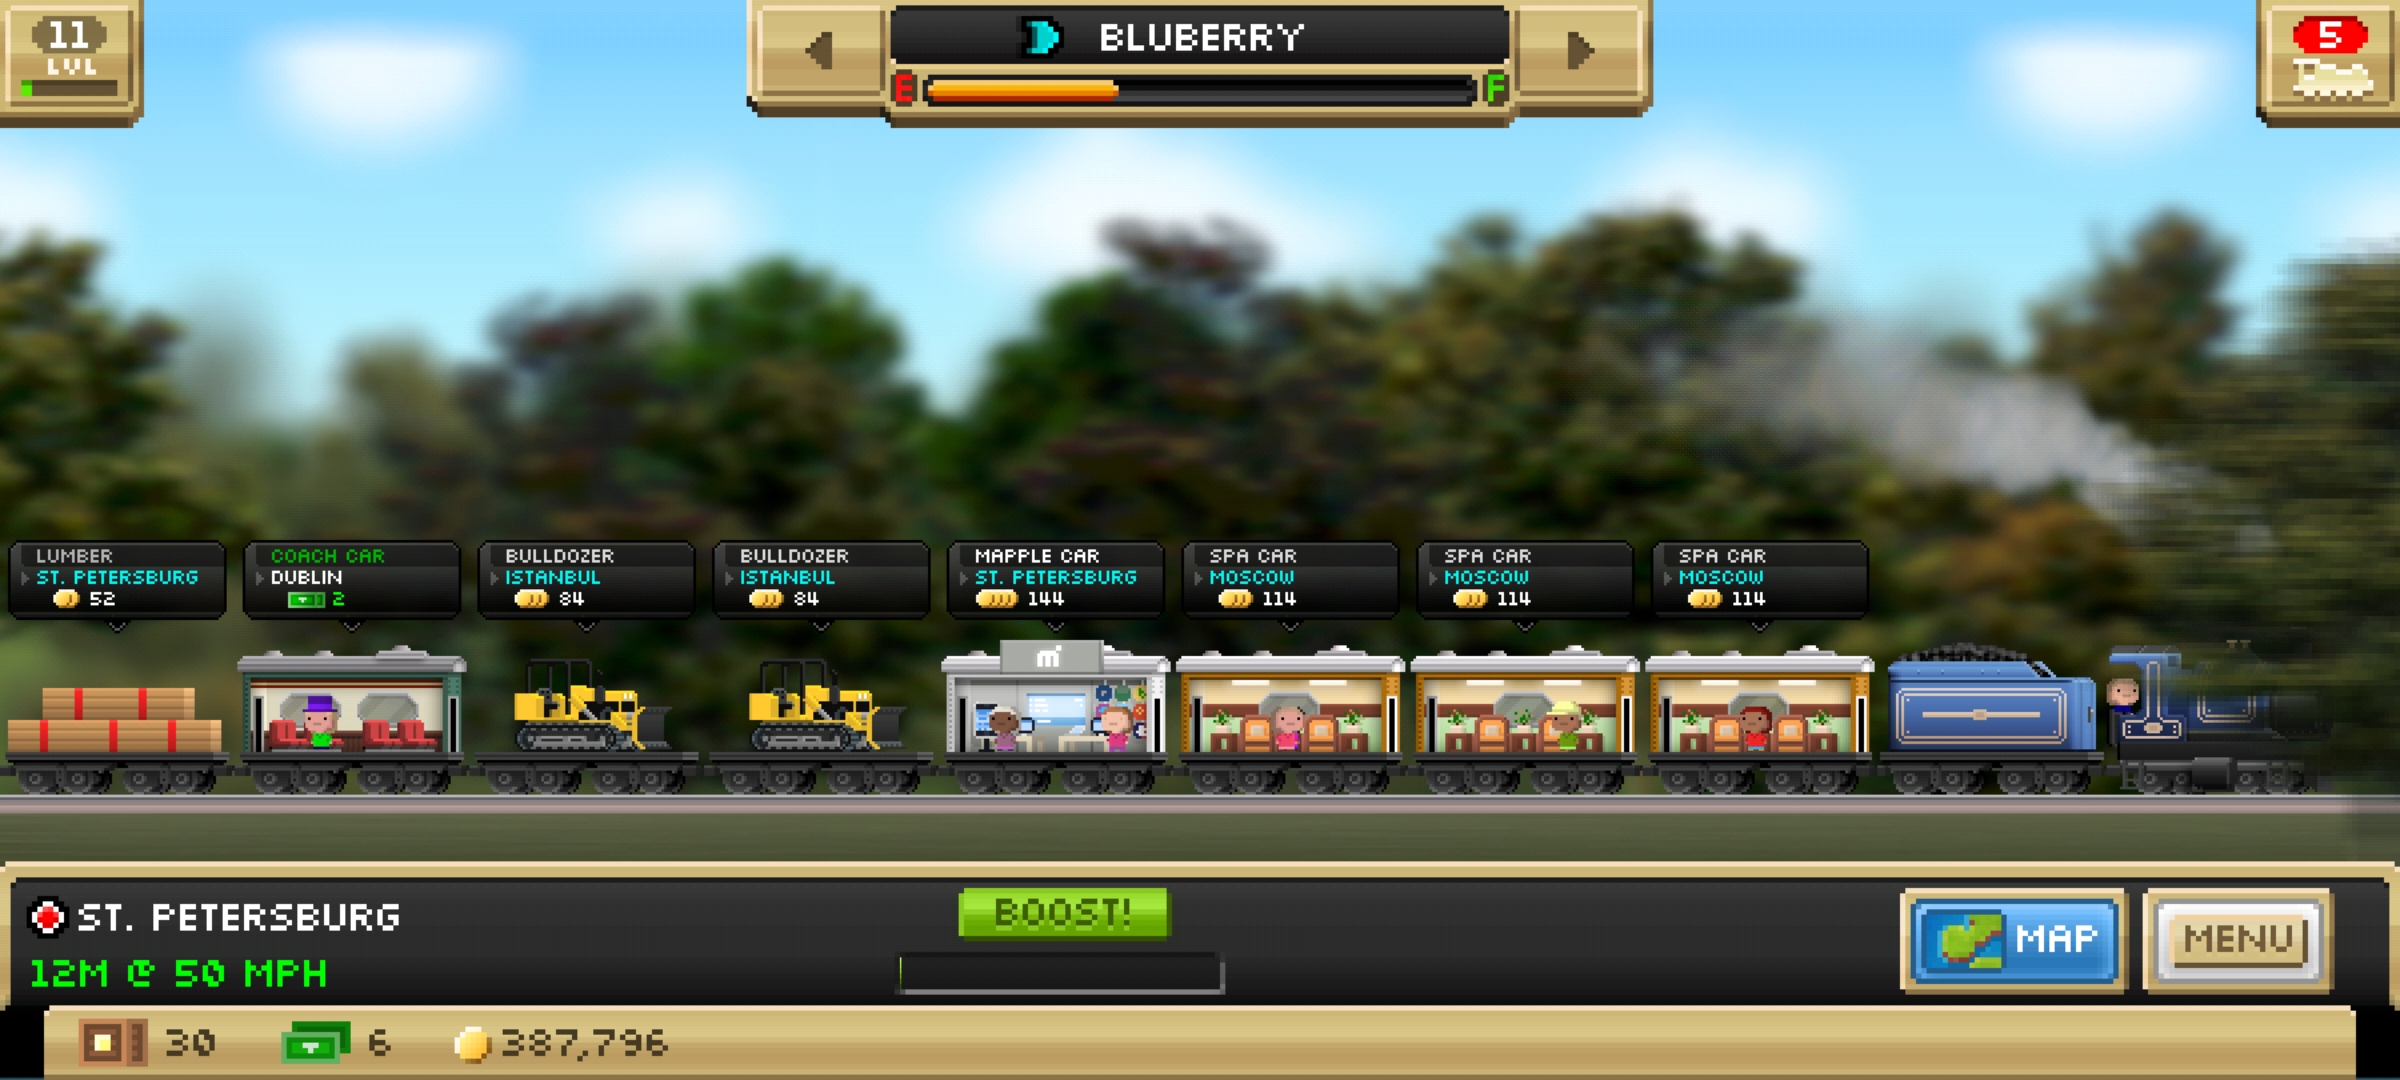 11
LVL
BLUBERRY
E
F
5
LUMBER
ST. PETERSBURG
52
COACH CAR
DUBLIN
2
BULLDOZER
ISTANBUL
84
BULLDOZER
ISTANBUL
84
MAPPLE CAR
ST. PETERSBURG
144
SPA CAR
MOSCOW
114
SPA CAR
MOSCOW
114
SPA CAR
MOSCOW
114
m
ST. PETERSBURG
12M @ 50 MPH
BOOST!
MAP
MENU
30
6
387,796